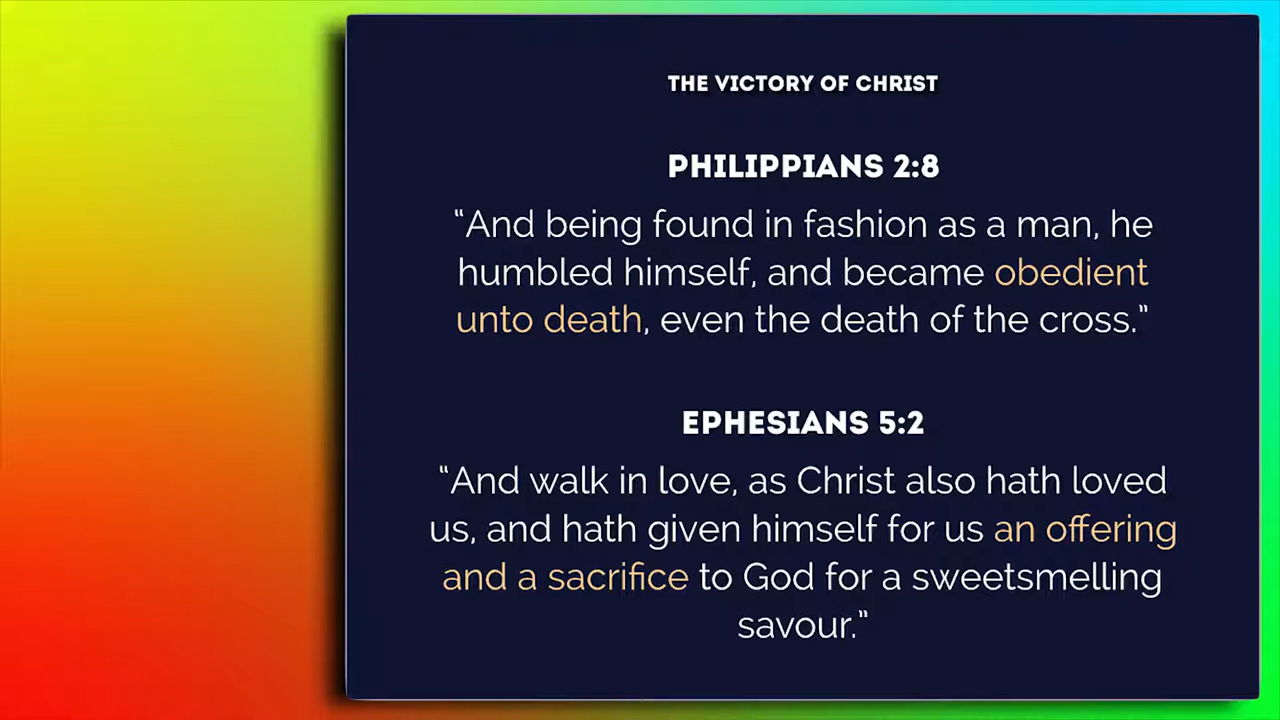 THE VICTORY OF CHRIST
PHILIPPIANS 2:8
“And being found in fashion as a man, he
humbled himself, and became obedient
unto death, even the death of the cross.”
EPHESIANS 5:2
“And walk in love, as Christ also hath loved
us, and hath given himself for us an offering
and a sacrifice to God for a sweetsmelling
savour.”